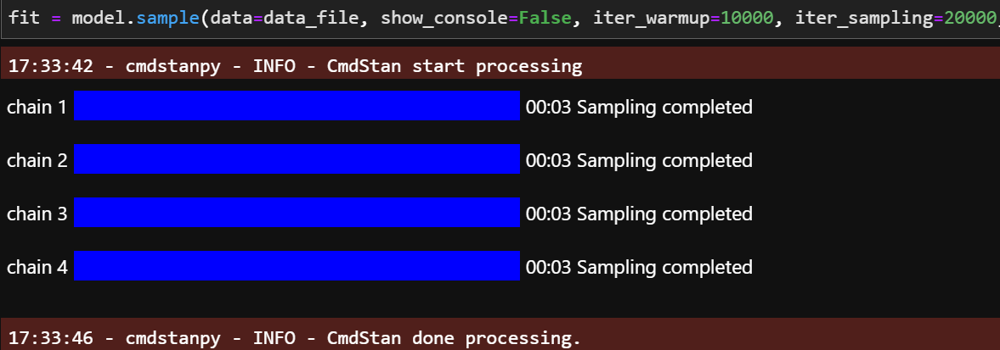 fit = model.sample(data=data_file, show_console=False, iter_warmup=10000, iter_sampling=20000,
17:33:42 - cmdstanpy - INFO - CmdStan start processing
chain 1 00:03 Sampling completed
chain 2 00:03 Sampling completed
chain 3 00:03 Sampling completed
chain 4 00:03 Sampling completed
17:33:46 - cmdstanpy - INFO - CmdStan done processing.